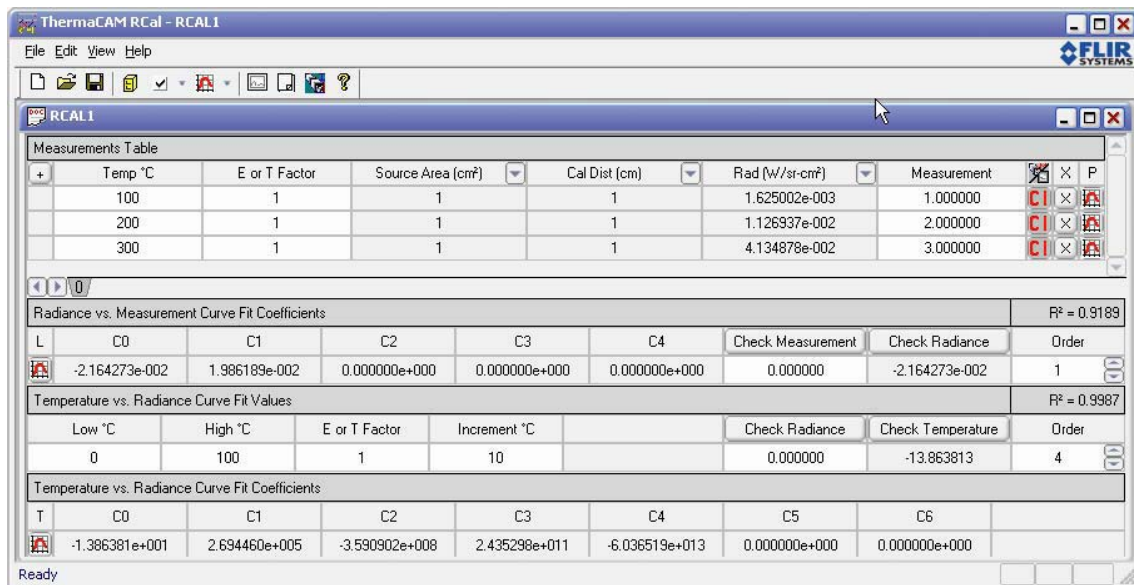 ThermaCAM RCal - RCAL1
File Edit View Help
FLIR
SYSTEMS
RCAL1
Measurements Table
+ Temp °C E or T Factor Source Area (cm²) Cal Dist (cm) Rad (W/sr-cm²) Measurement X P
100 1 1 1 1.625002e-003 1.000000 CI X
200 1 1 1 1.126937e-002 2.000000 CI X
300 1 1 1 4.134878e-002 3.000000 CI X
0
Radiance vs. Measurement Curve Fit Coefficients R² = 0.9189
L C0 C1 C2 C3 C4 Check Measurement Check Radiance Order
-2.164273e-002 1.986189e-002 0.000000e+000 0.000000e+000 0.000000e+000 0.000000 -2.164273e-002 1
Temperature vs. Radiance Curve Fit Values R² = 0.9987
Low °C High °C E or T Factor Increment °C Check Radiance Check Temperature Order
0 100 1 10 0.000000 -13.863813 4
Temperature vs. Radiance Curve Fit Coefficients
T C0 C1 C2 C3 C4 C5 C6
-1.386381e+001 2.694460e+005 -3.590902e+008 2.435298e+011 -6.036519e+013 0.000000e+000 0.000000e+000
Ready